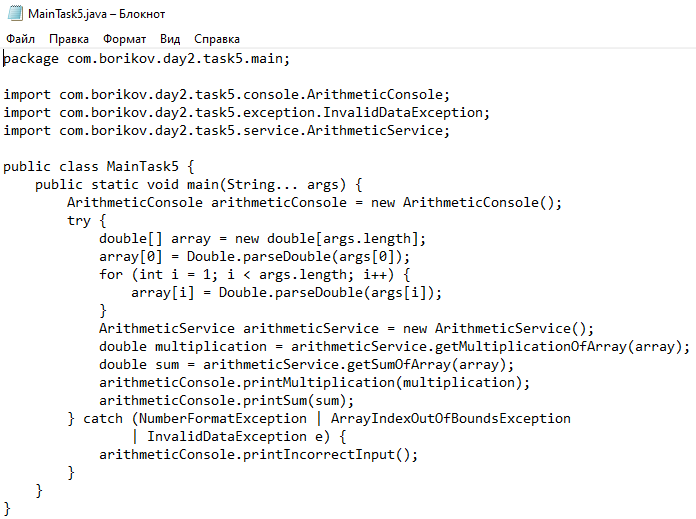 MainTask5.java – Блокнот
Файл Правка Формат Вид Справка
package com.borikov.day2.task5.main;

import com.borikov.day2.task5.console.ArithmeticConsole;
import com.borikov.day2.task5.exception.InvalidDataException;
import com.borikov.day2.task5.service.ArithmeticService;

public class MainTask5 {
    public static void main(String... args) {
        ArithmeticConsole arithmeticConsole = new ArithmeticConsole();
        try {
            double[] array = new double[args.length];
            array[0] = Double.parseDouble(args[0]);
            for (int i = 1; i < args.length; i++) {
                array[i] = Double.parseDouble(args[i]);
            }
            ArithmeticService arithmeticService = new ArithmeticService();
            double multiplication = arithmeticService.getMultiplicationOfArray(array);
            double sum = arithmeticService.getSumOfArray(array);
            arithmeticConsole.printMultiplication(multiplication);
            arithmeticConsole.printSum(sum);
        } catch (NumberFormatException | ArrayIndexOutOfBoundsException
                | InvalidDataException e) {
            arithmeticConsole.printIncorrectInput();
        }
    }
}